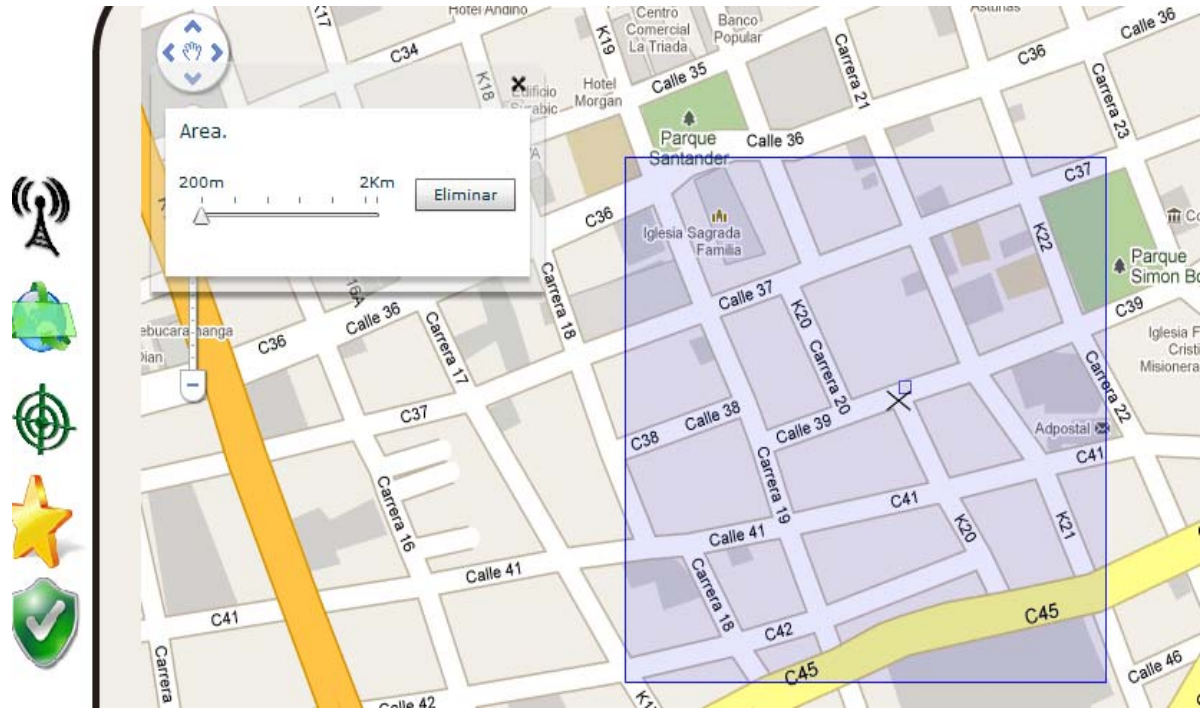 K17
Hotel Andino
C34
K18
K19
Centro
Comercial
La Triada
Banco
Popular
Calle 35
Carrera 21
C36
Calle 36
Carrera 23
Hotel
Morgan
Parque
Santander
Calle 36
Area.
200m
2Km
Eliminar
C36
C37
K22
Parque
Simon Bo
C39
Iglesia F
Cristi
Misionera
Iglesia Sagrada
Familia
Calle 37
K20
Carrera 20
Carrera 18
16A
Calle 36
C36
Carrera 17
C37
C38
Calle 38
Calle 39
Carrera 22
Adpostal
C41
Carrera 19
C41
K20
K21
Carrera 16
Calle 41
Calle 41
Carrera 18
C41
C42
C45
C45
Calle 46
Carrera
Calle 42